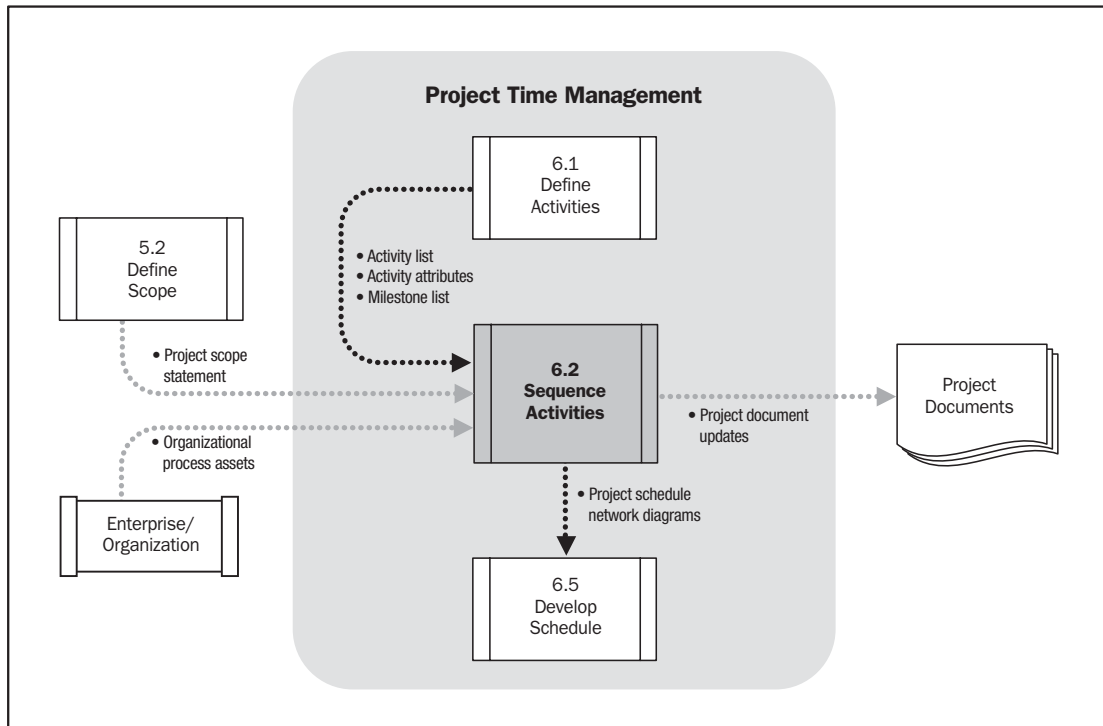 Project Time Management
6.1
Define
Activities
5.2
Define
Scope
• Activity list
• Activity attributes
• Milestone list
• Project scope
statement
6.2
Sequence
Activities
Project
Documents
• Project document
updates
• Organizational
process assets
• Project schedule
network diagrams
Enterprise/
Organization
6.5
Develop
Schedule